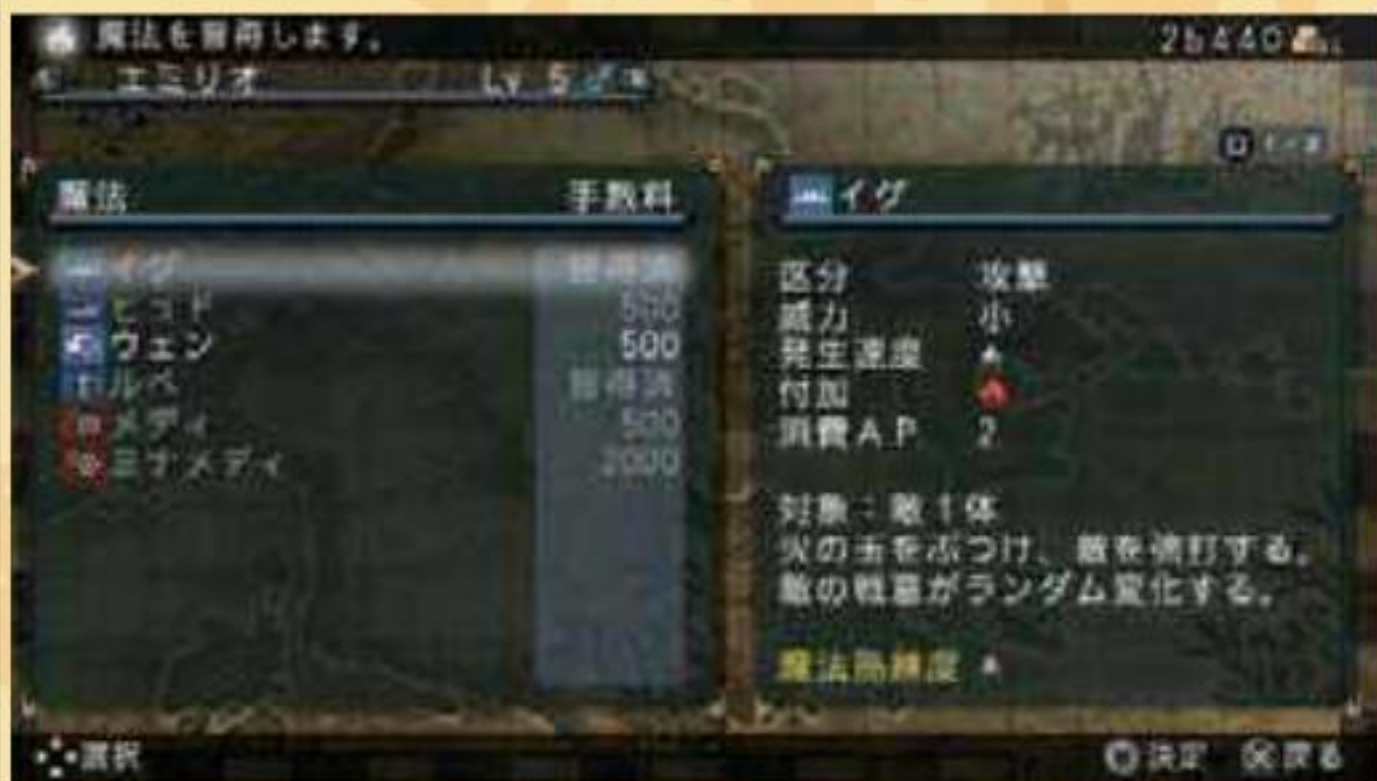 魔法を習得します。
エミリオ Lv 5
魔法 手数料
イグ 習得済
ヒュド 500
ウェン 500
ルベ 習得済
メディ 500
ミナメディ 2000
イグ
区分 攻撃
威力 小
発生速度 ★
付加
消費AP 2
対象:敵1体
火の玉をぶつけ、敵を強打する。
敵の戦意がランダム変化する。
魔法熟練度 ★
選択
決定 戻る